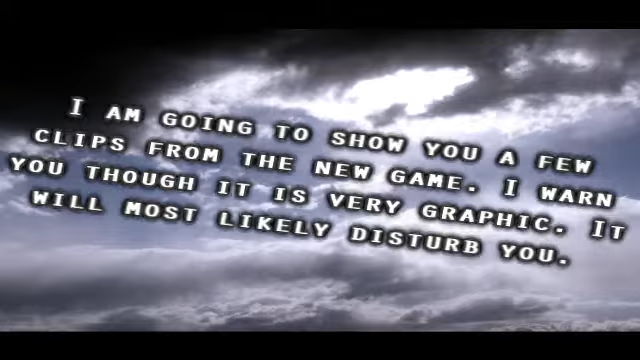 I AM GOING TO SHOW YOU A FEW
CLIPS FROM THE NEW GAME. I WARN
YOU THOUGH IT IS VERY GRAPHIC. IT
WILL MOST LIKELY DISTURB YOU.